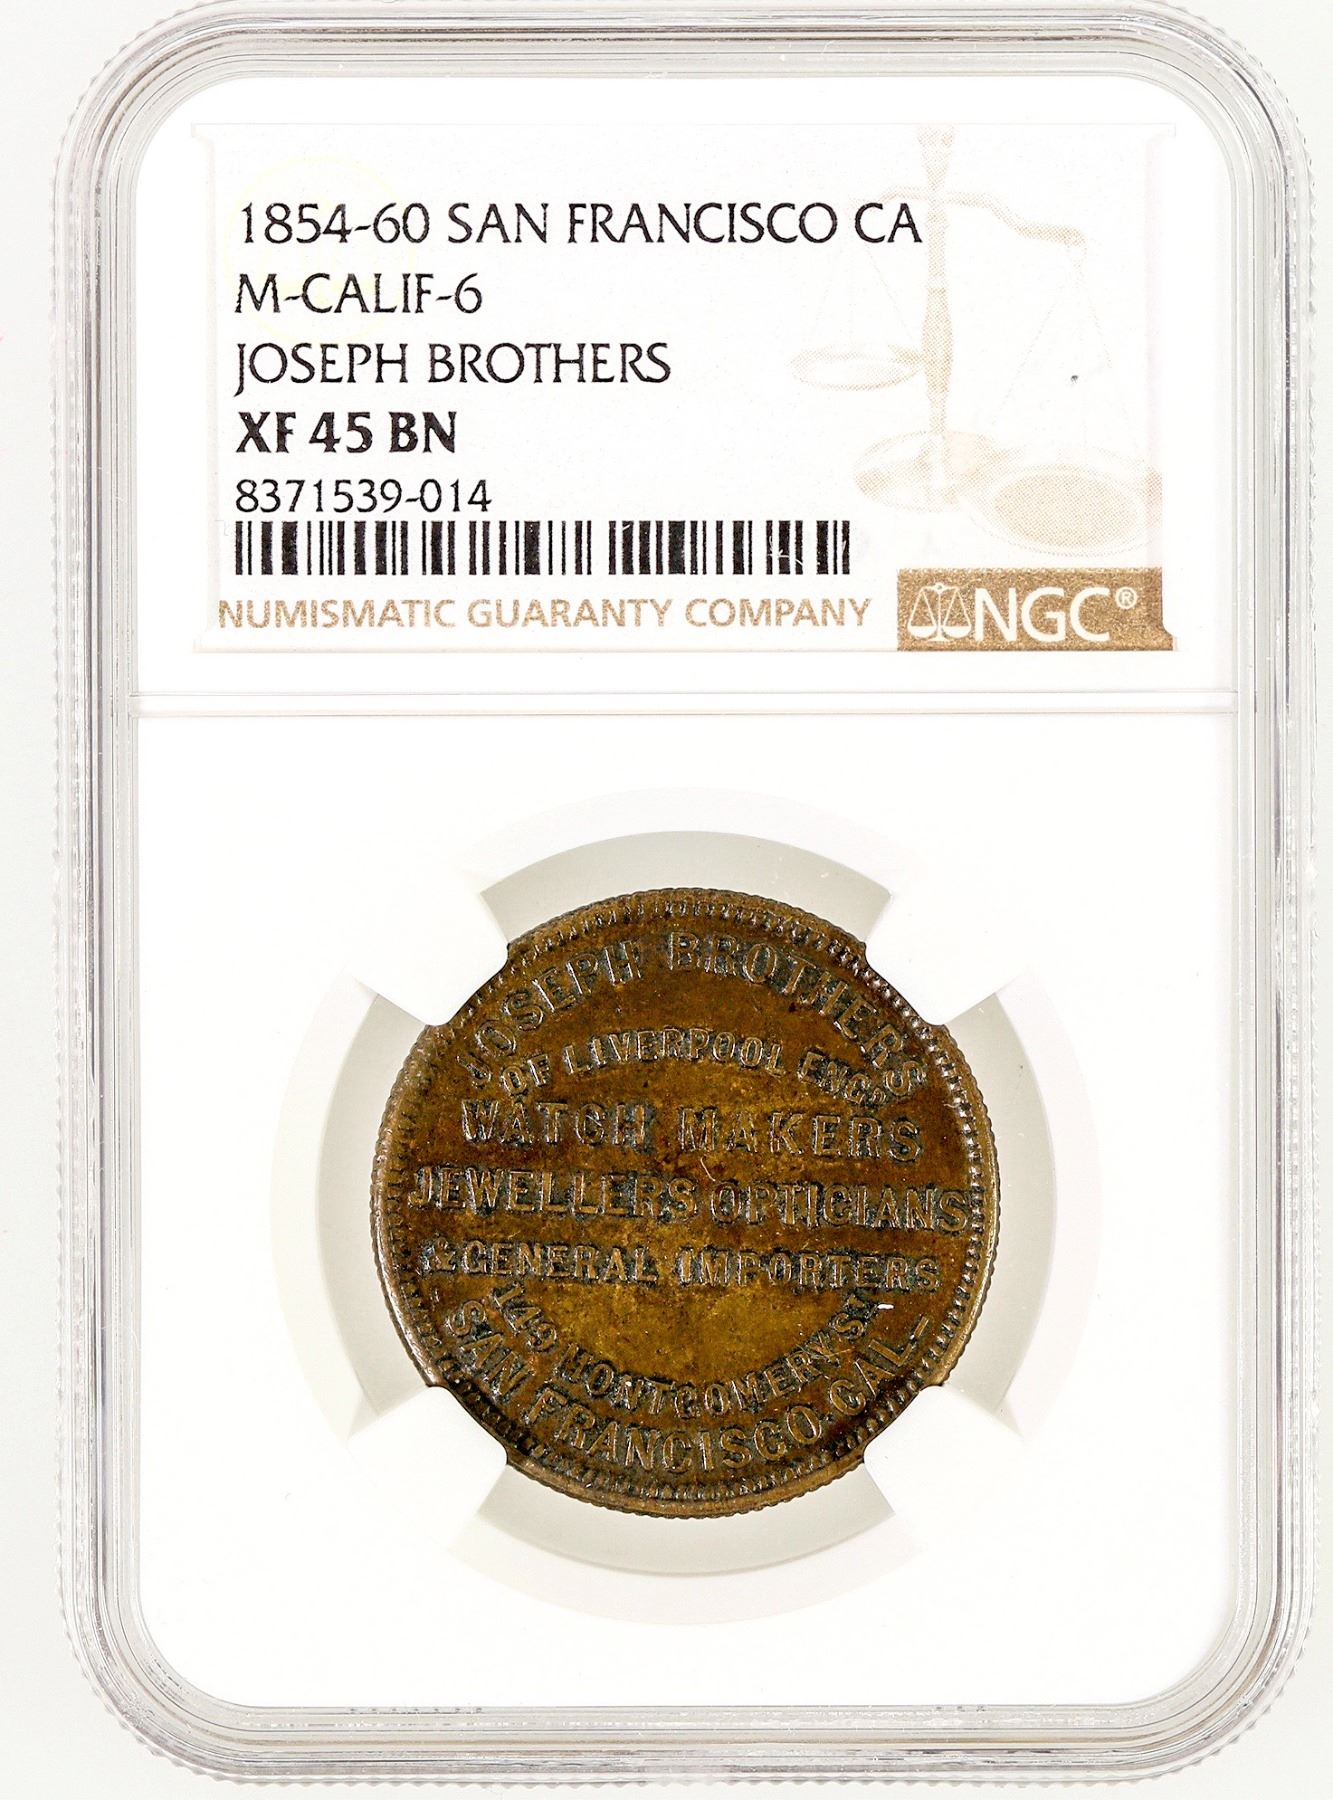 1854-60 SAN FRANCISCO CA
M-CALIF-6
JOSEPH BROTHERS
XF 45 BN
8371539-014
NUMISMATIC GUARANTY COMPANY
NGC®
JOSEPH BROTHERS
OF LIVERPOOL ENG?
WATCH MAKERS
JEWELLERS OPTICIANS
& GENERAL IMPORTERS
149 MONTGOMERY ST
SAN FRANCISCO-CAL-